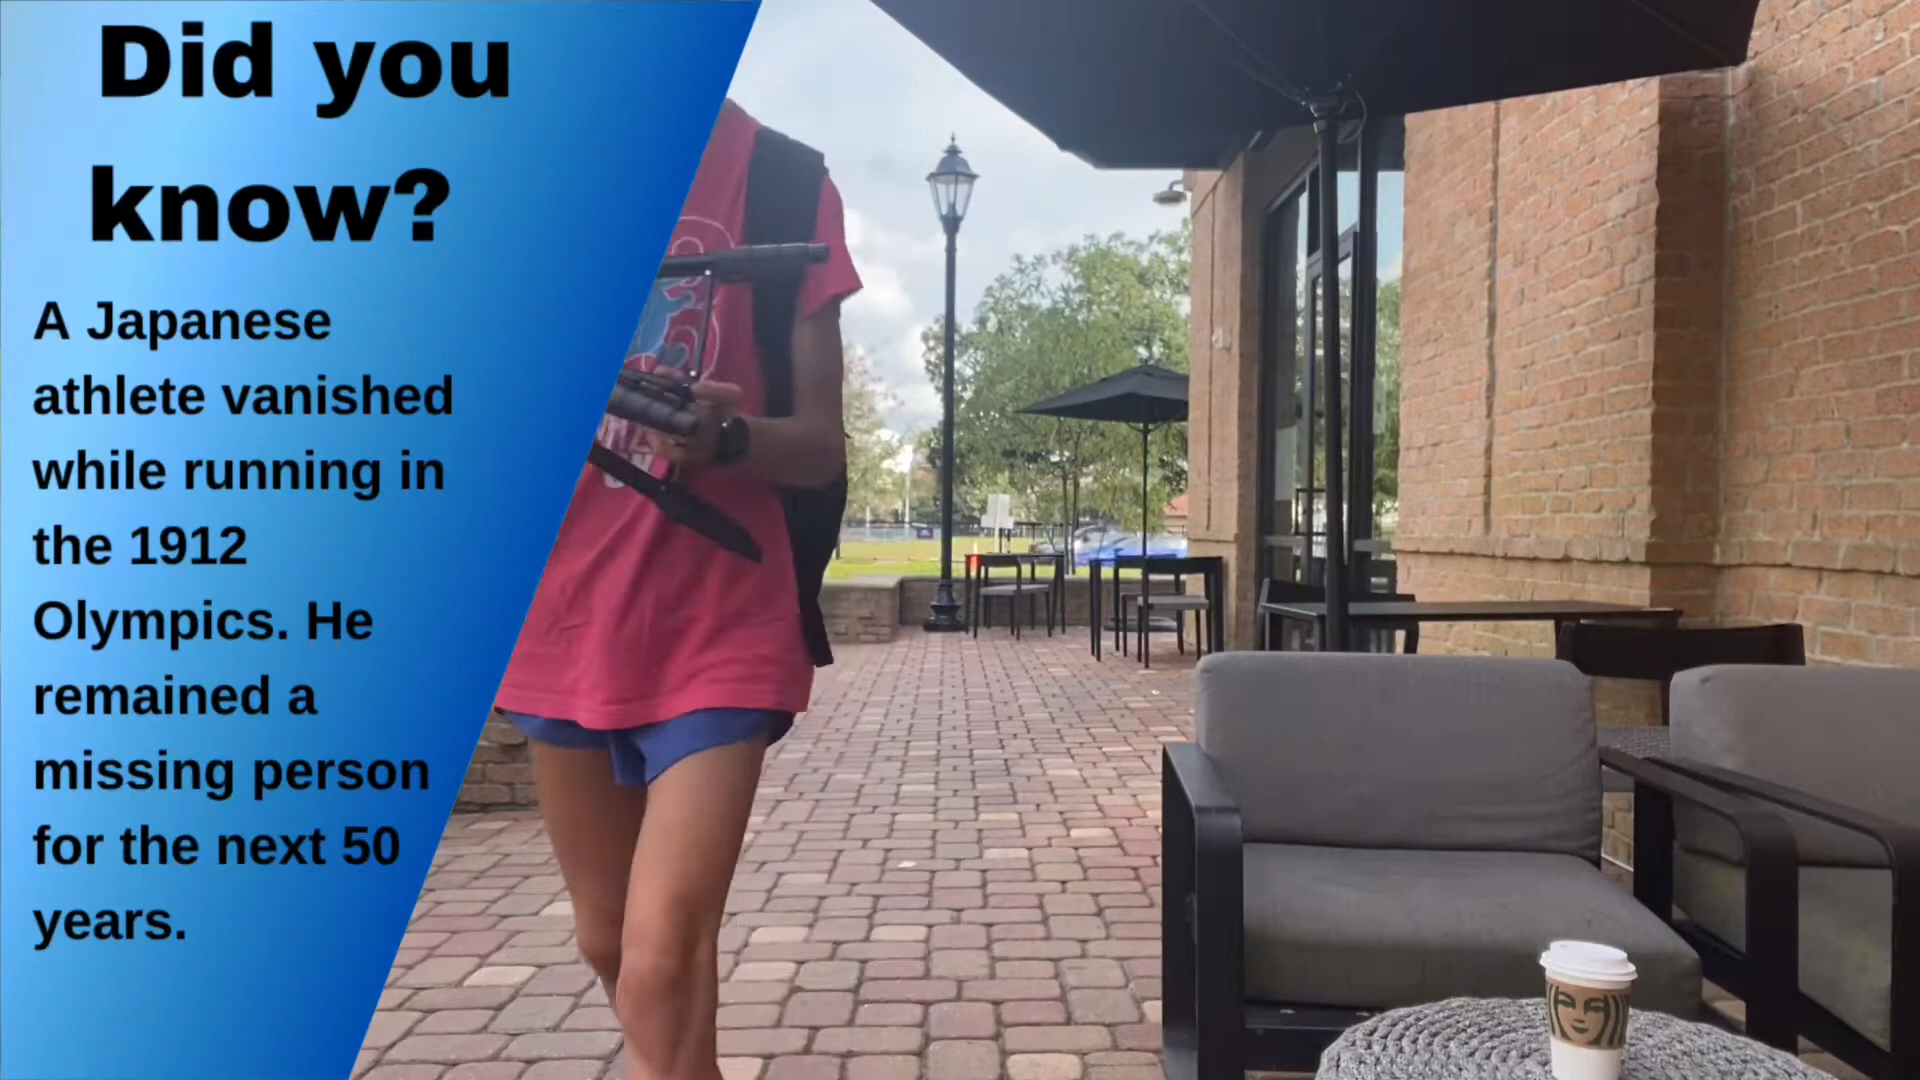 Did you
know?
A Japanese
athlete vanished
while running in
the 1912
Olympics. He
remained a
missing person
for the next 50
years.